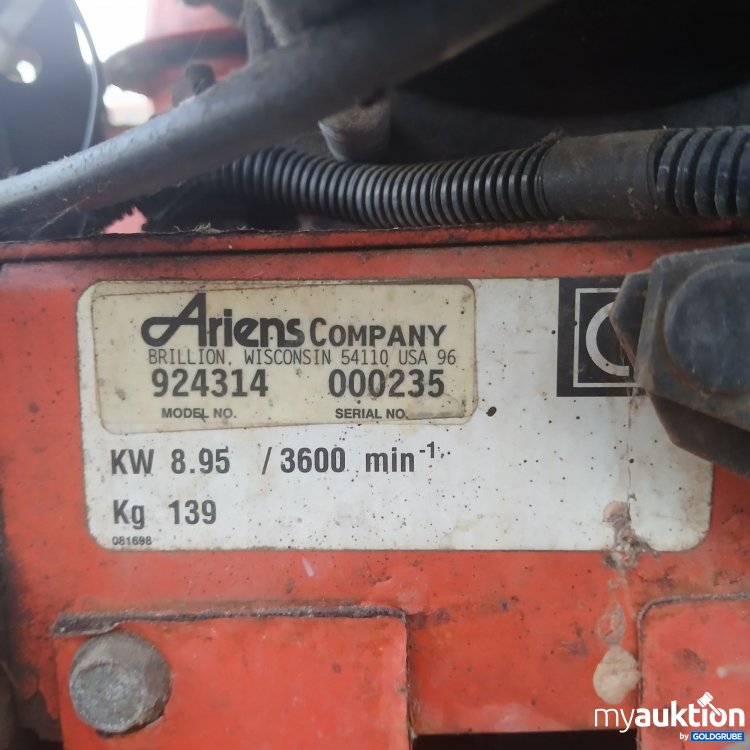 Ariens COMPANY
BRILLION, WISCONSIN 54110 USA 96
924314 000235
MODEL NO. SERIAL NO.
KW 8.95 / 3600 min⁻¹
Kg 139
081698
myauktion
by GOLDGRUBE